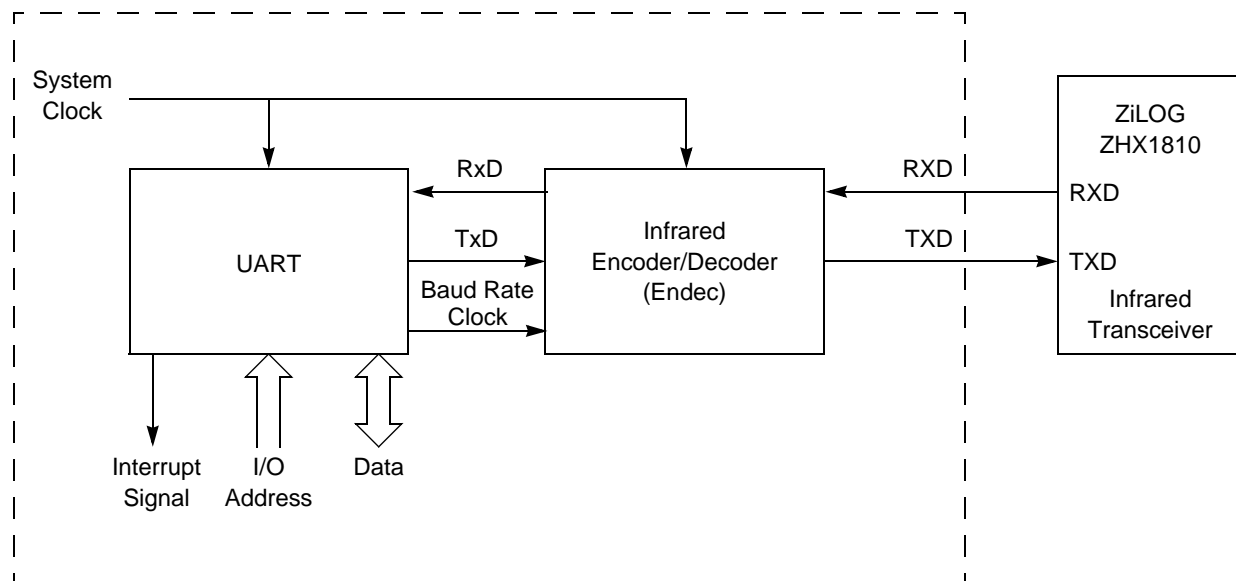 System
Clock
ZiLOG
ZHX1810
RxD
RXD
RXD
TxD
TXD
TXD
UART
Infrared
Encoder/Decoder
(Endec)
Baud Rate
Clock
Infrared
Transceiver
Interrupt
Signal
I/O
Address
Data